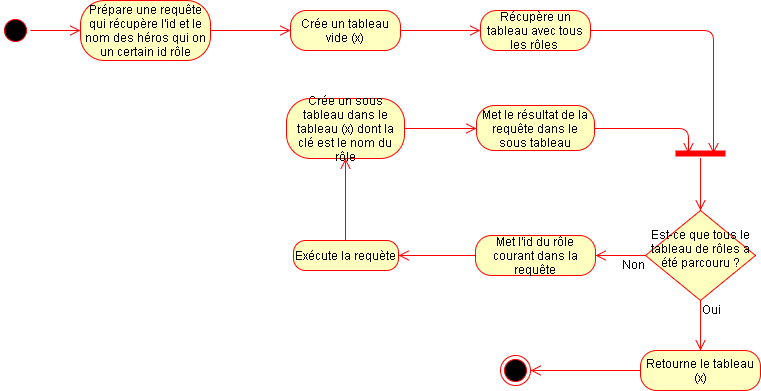 Prépare une requête
qui récupère l'id et le
nom des héros qui on
un certain id rôle
Crée un tableau
vide (x)
Récupère un
tableau avec tous
les rôles
Crée un sous
tableau dans le
tableau (x) dont la
clé est le nom du
rôle
Met le résultat de la
requête dans le
sous tableau
Est-ce que tous le
tableau de rôles a
été parcouru ?
Non
Met l'id du rôle
courant dans la
requête
Exécute la requète
Oui
Retourne le tableau
(x)